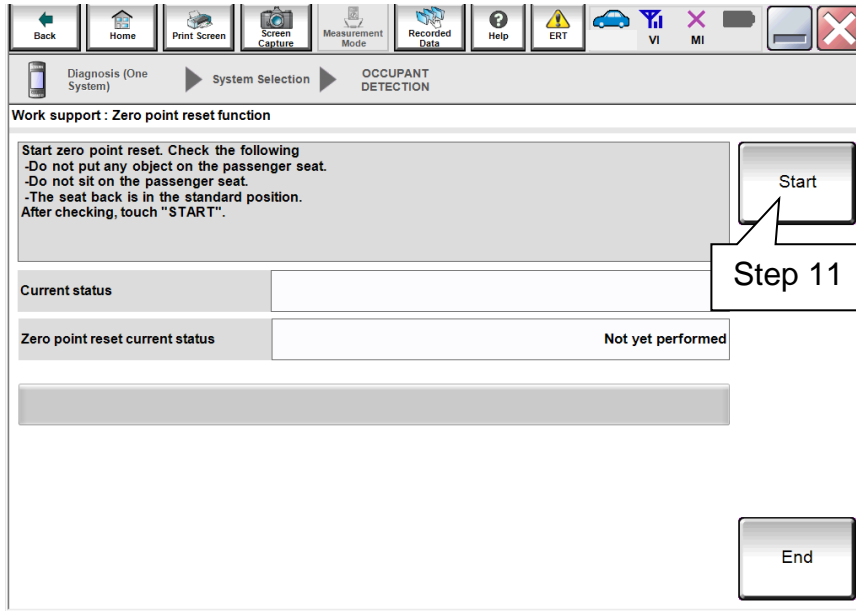 Back
Home
Print Screen
Screen
Capture
Measurement
Mode
Recorded
Data
Help
ERT
VI
MI
Diagnosis (One
System)
System Selection
OCCUPANT
DETECTION
Work support : Zero point reset function
Start zero point reset. Check the following
-Do not put any object on the passenger seat.
-Do not sit on the passenger seat.
-The seat back is in the standard position.
After checking, touch "START".
Start
Step 11
Current status
Zero point reset current status
Not yet performed
End